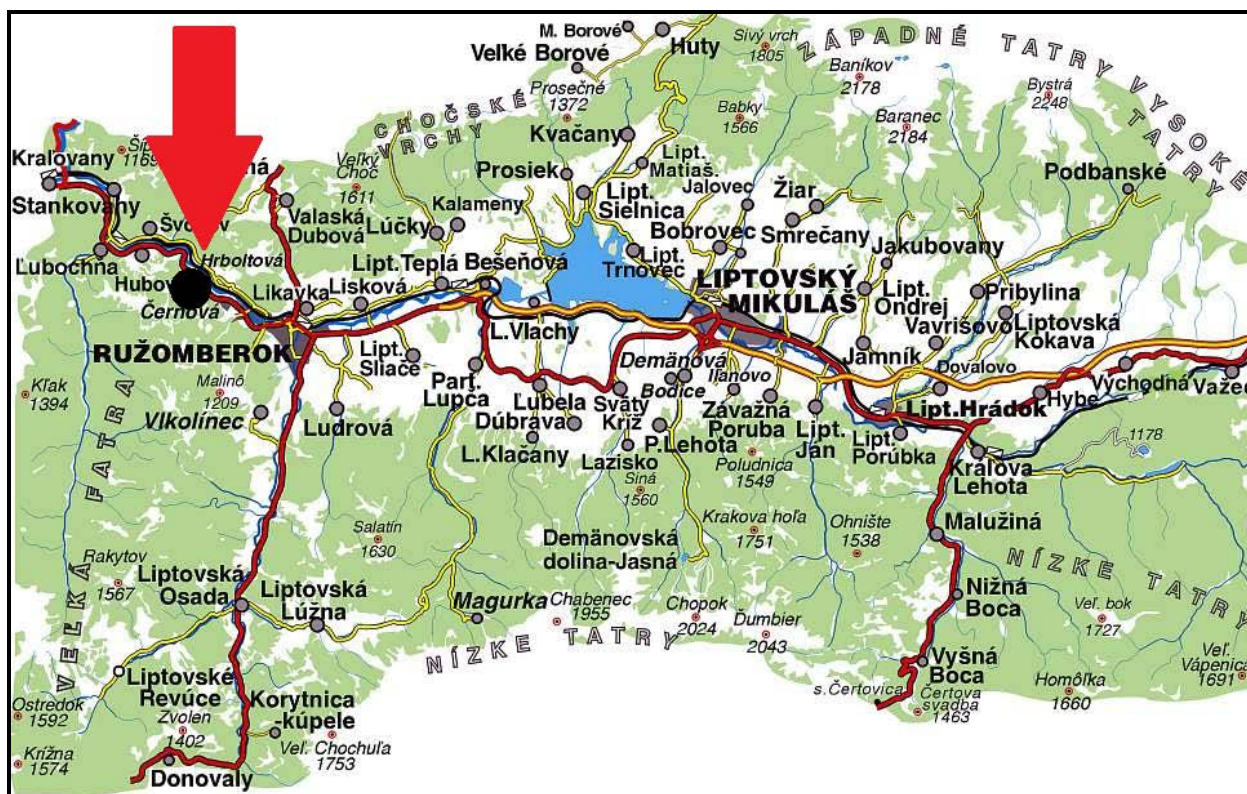 M. Borové
Veľké Borové
Huty
Sivý vrch
1805
ZÁPADNÉ TATRY
Baníkov
2178
VYSOKÉ
TATRY
Bystrá
2248
Prosečné
1372
Babky
1566
Baranec
2184
CHOČSKÉ
VRCHY
Kvačany
Kraľovany
1169
Veľký
Choč
1611
Prosiek
Lipt.
Matiaš.
Jalovec
Žiar
Podbanské
Stankovany
Valaská
Dubová
Kalameny
Lúčky
Lipt.
Sielnica
Bobrovec
Smrečany
Jakubovany
Ľubochňa
Hrboltová
Lipt.Teplá
Bešeňová
Lipt.
Trnovec
LIPTOVSKÝ
MIKULÁŠ
Lipt.
Ondrej
Pribylina
Černová
Likavka
Lisková
L.Vlachy
Vavrišovo
Liptovská
Kokava
RUŽOMBEROK
Lipt.
Sliače
Demänová
Bodice
Iľanovo
Jamník
Dovalovo
Východná
Važec
Kľak
1394
Malinô
1209
Part.
Ľupča
Ľubela
Svätý
Kríž
Závažná
Poruba
Lipt.Hrádok
Hybe
Vlkolínec
Ludrová
Dúbrava
L.Klačany
Lazisko
P.Lehota
Lipt.
Ján
Lipt.
Porúbka
1178
Kráľova
Lehota
Siná
1560
Poludnica
1549
VEĽKÁ FATRA
Salatín
1630
Demänovská
dolina-Jasná
Krakova hoľa
1751
Ohnište
1538
Malužiná
NÍZKE TATRY
Rakytov
1567
Liptovská
Osada
Liptovská
Lúžna
Magurka
Chabenec
1955
Chopok
2024
Ďumbier
2043
Nižná
Boca
Veľ. bok
1727
NÍZKE TATRY
Liptovské
Revúce
Korytnica
-kúpele
Vyšná
Boca
Veľ.
Vápenica
1691
Ostredok
1592
Zvolen
1402
s.Čertovica
Čertova
svadba
1463
Homôľka
1660
Krížna
1574
Veľ. Chochuľa
1753
Donovaly